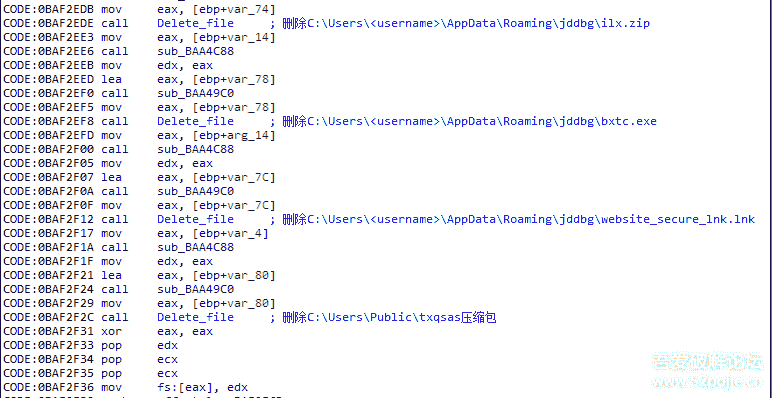 CODE:0BAF2EDB mov eax, [ebp+var_74]
CODE:0BAF2EDE call Delete_file ; 删除C:\Users\<username>\AppData\Roaming\jddbg\ilx.zip
CODE:0BAF2EE3 mov eax, [ebp+var_14]
CODE:0BAF2EE6 call sub_BAA4C88
CODE:0BAF2EEB mov edx, eax
CODE:0BAF2EED lea eax, [ebp+var_78]
CODE:0BAF2EF0 call sub_BAA49C0
CODE:0BAF2EF5 mov eax, [ebp+var_78]
CODE:0BAF2EF8 call Delete_file ; 删除C:\Users\<username>\AppData\Roaming\jddbg\bxtc.exe
CODE:0BAF2EFD mov eax, [ebp+arg_14]
CODE:0BAF2F00 call sub_BAA4C88
CODE:0BAF2F05 mov edx, eax
CODE:0BAF2F07 lea eax, [ebp+var_7C]
CODE:0BAF2F0A call sub_BAA49C0
CODE:0BAF2F0F mov eax, [ebp+var_7C]
CODE:0BAF2F12 call Delete_file ; 删除C:\Users\<username>\AppData\Roaming\jddbg\website_secure_lnk.lnk
CODE:0BAF2F17 mov eax, [ebp+var_4]
CODE:0BAF2F1A call sub_BAA4C88
CODE:0BAF2F1F mov edx, eax
CODE:0BAF2F21 lea eax, [ebp+var_80]
CODE:0BAF2F24 call sub_BAA49C0
CODE:0BAF2F29 mov eax, [ebp+var_80]
CODE:0BAF2F2C call Delete_file ; 删除C:\Users\Public\txqsas压缩包
CODE:0BAF2F31 xor eax, eax
CODE:0BAF2F33 pop edx
CODE:0BAF2F34 pop ecx
CODE:0BAF2F35 pop ecx
CODE:0BAF2F36 mov fs:[eax], edx
吾爱破解论坛
www.52pojie.cn